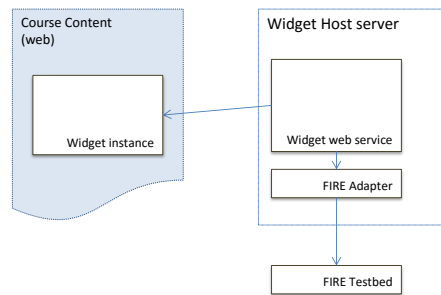 Course Content
(web)
Widget instance
Widget Host server
Widget web service
FIRE Adapter
FIRE Testbed